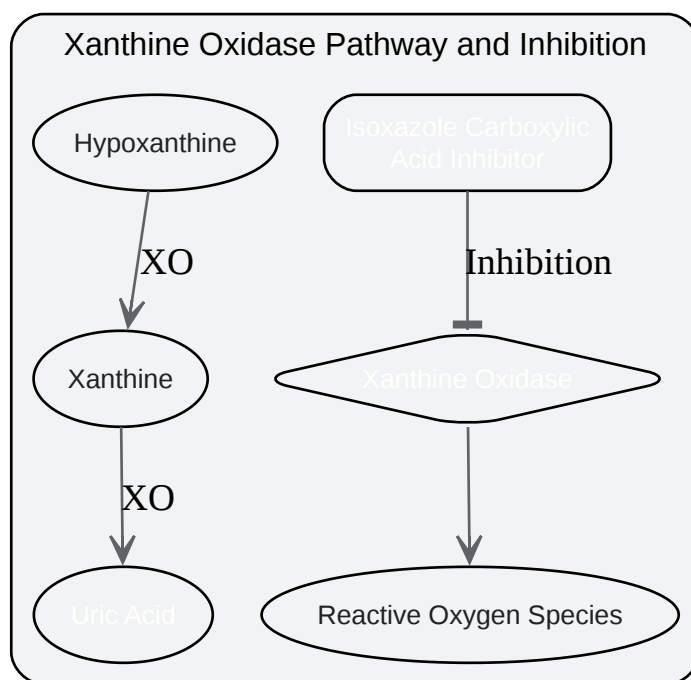 Xanthine Oxidase Pathway and Inhibition
Hypoxanthine
Isoxazole Carboxylic
Acid Inhibitor
XO
Inhibition
Xanthine
Xanthine Oxidase
XO
Uric Acid
Reactive Oxygen Species